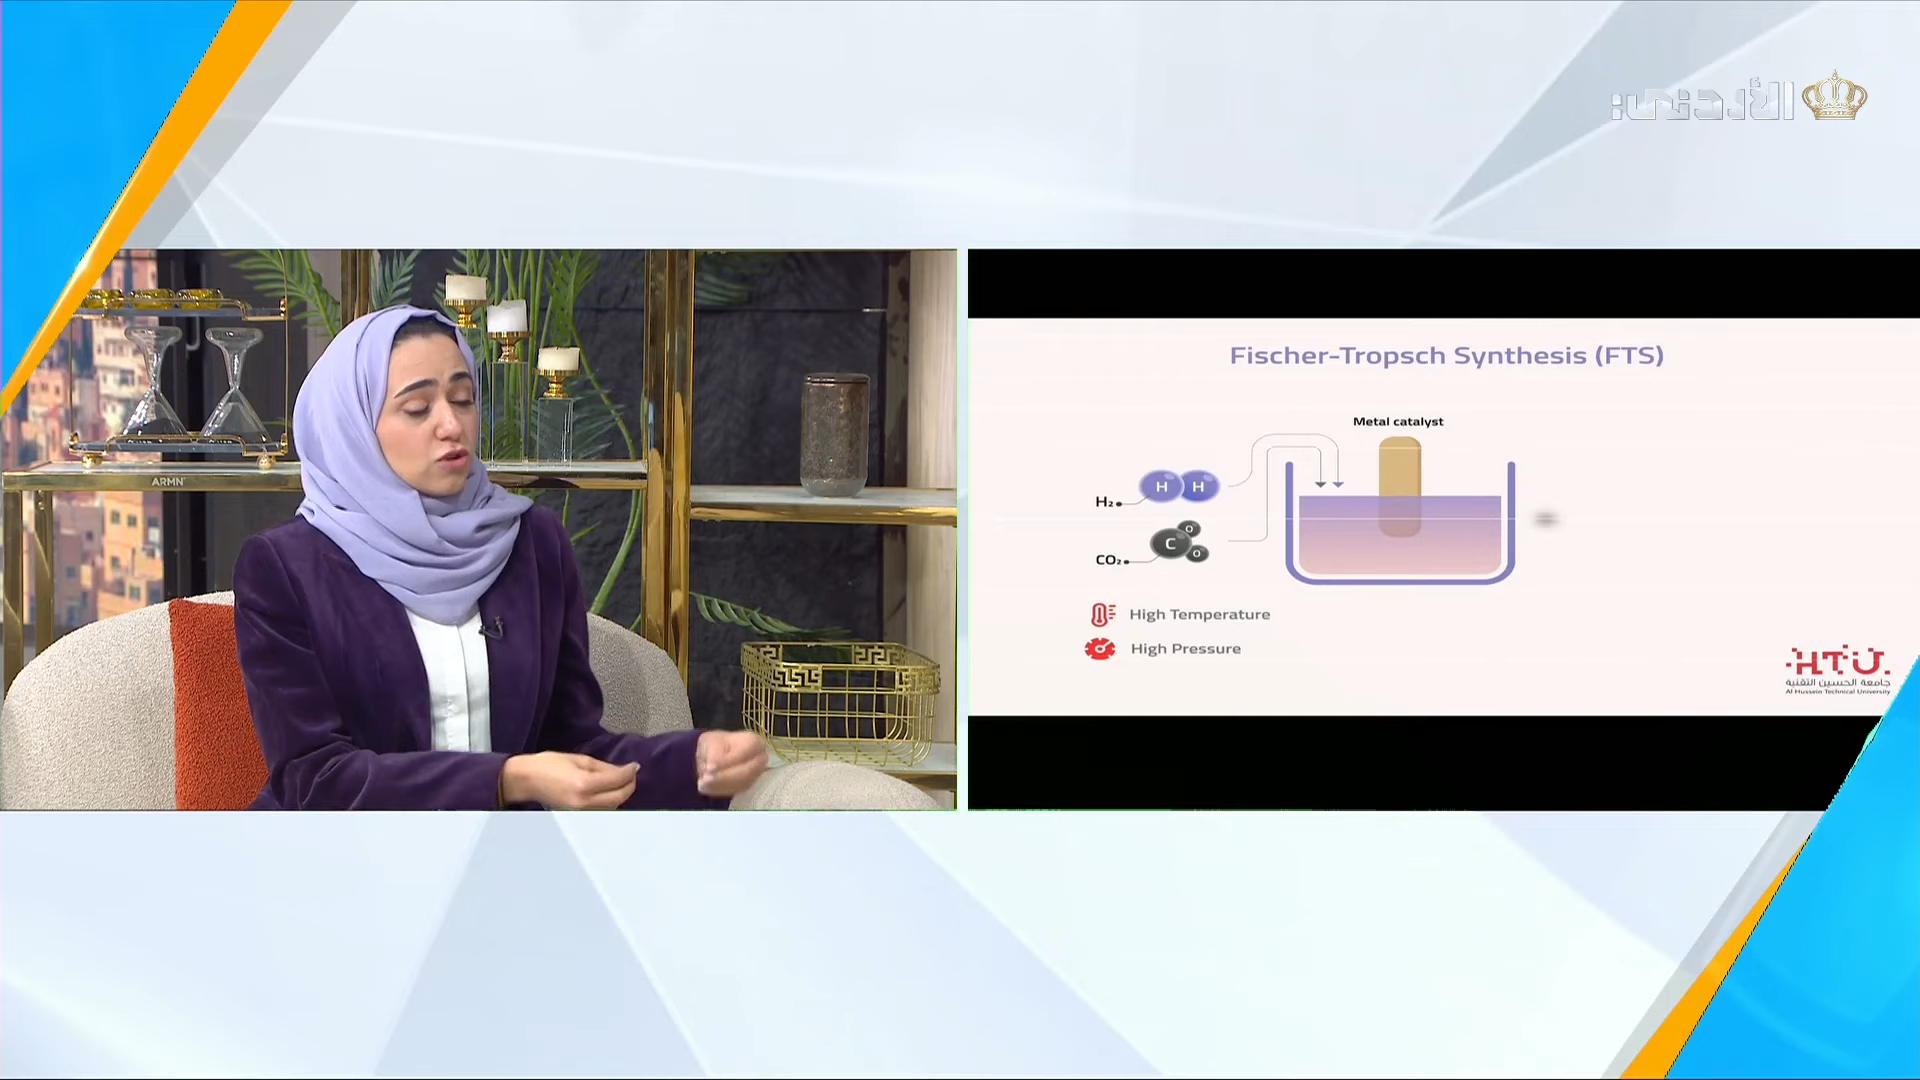 الأردني:
ARMN
Fischer-Tropsch Synthesis (FTS)
Metal catalyst
H₂
H H
CO₂
C O O
High Temperature
High Pressure
HTU
جامعة الحسين التقنية
Al Hussein Technical University